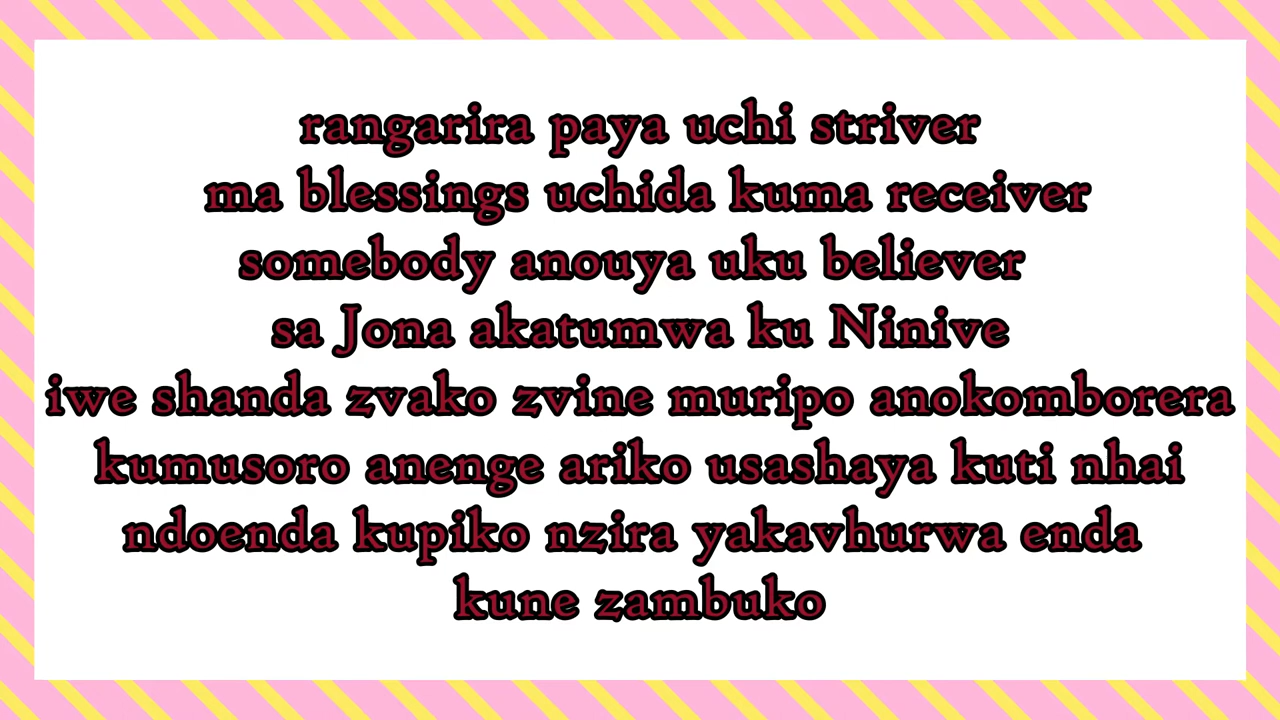 rangarira paya uchi striver
ma blessings uchida kuma receiver
somebody anouya uku believer
sa Jona akatumwa ku Ninive
iwe shanda zvako zvine muripo anokomborera
kumusoro anenge ariko usashaya kuti nhai
ndoenda kupiko nzira yakavhurwa enda
kune zambuko